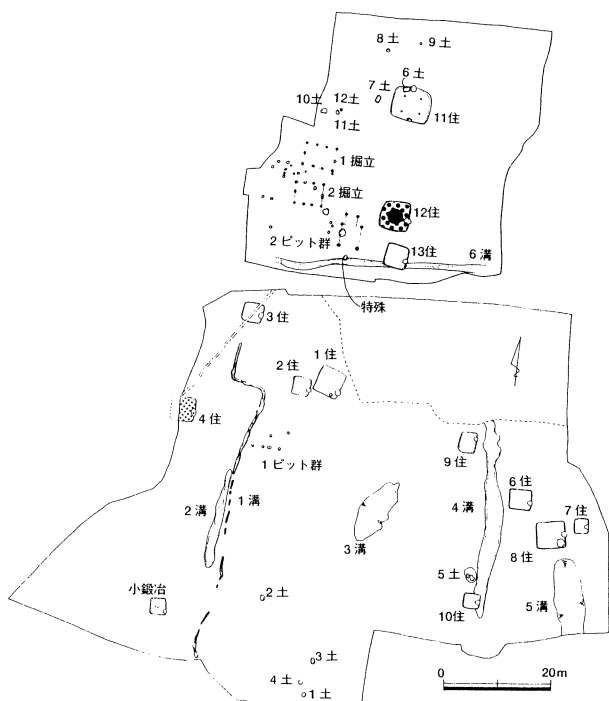 8土
9土
6土
7土
10土
12土
11土
11住
1掘立
2掘立
12住
2ピット群
13住
6溝
特殊
3住
2住
1住
4住
1ピット群
9住
6住
7住
4溝
2溝
1溝
3溝
8住
5土
小鍛冶
2土
10住
5溝
3土
4土
1土
0
20m